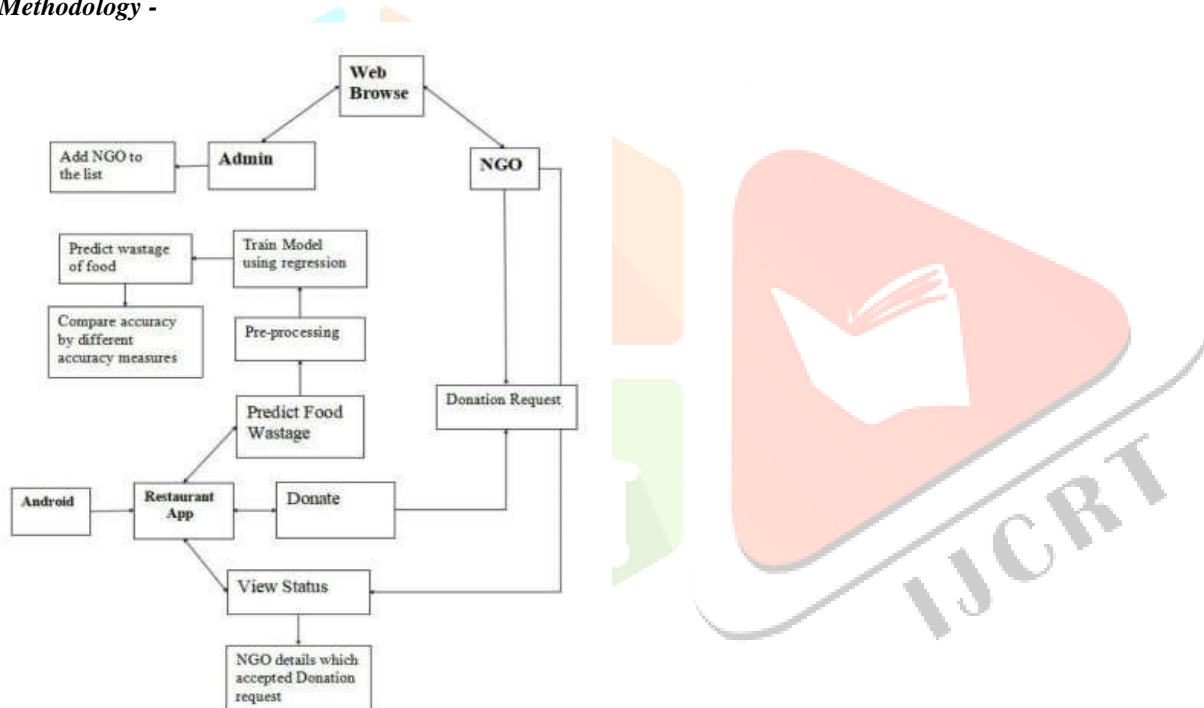 Methodology -
Web
Browse
Add NGO to
the list
Admin
NGO
Predict wastage
of food
Train Model
using regression
Compare accuracy
by different
accuracy measures
Pre-processing
Predict Food
Wastage
Donation Request
Android
Restaurant
App
Donate
View Status
NGO details which
accepted Donation
request
IJCRT